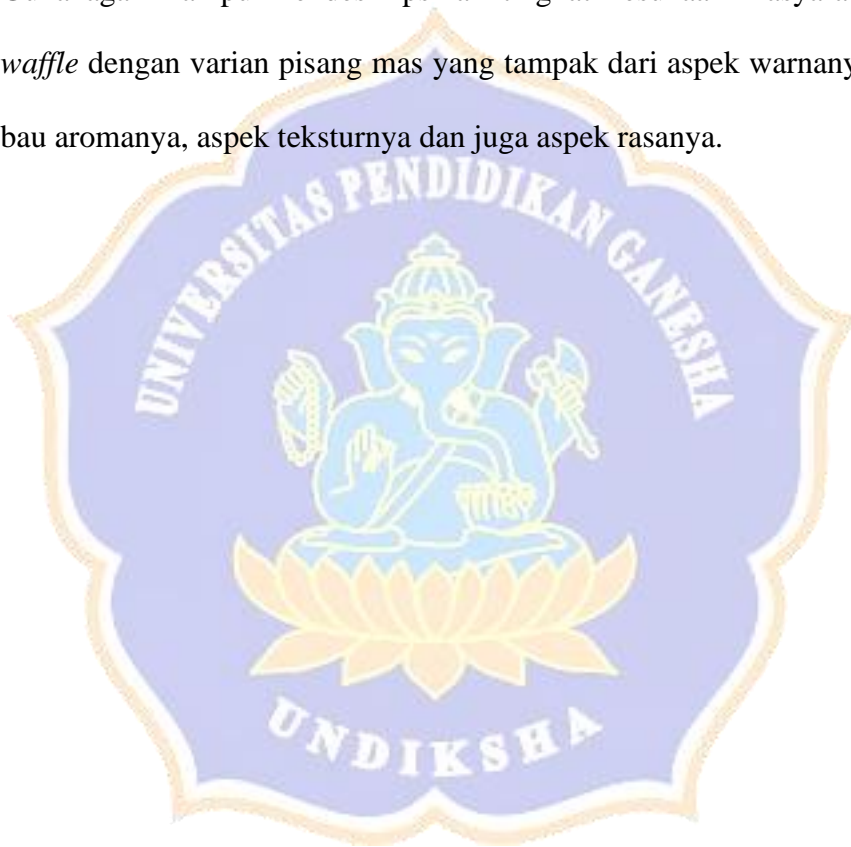 waffle dengan varian pisang mas yang tampak dari aspek warnany
bau aromanya, aspek teksturnya dan juga aspek rasanya.
UNIVERSITAS PENDIDIKAN GANESHA
UNDIKSHA